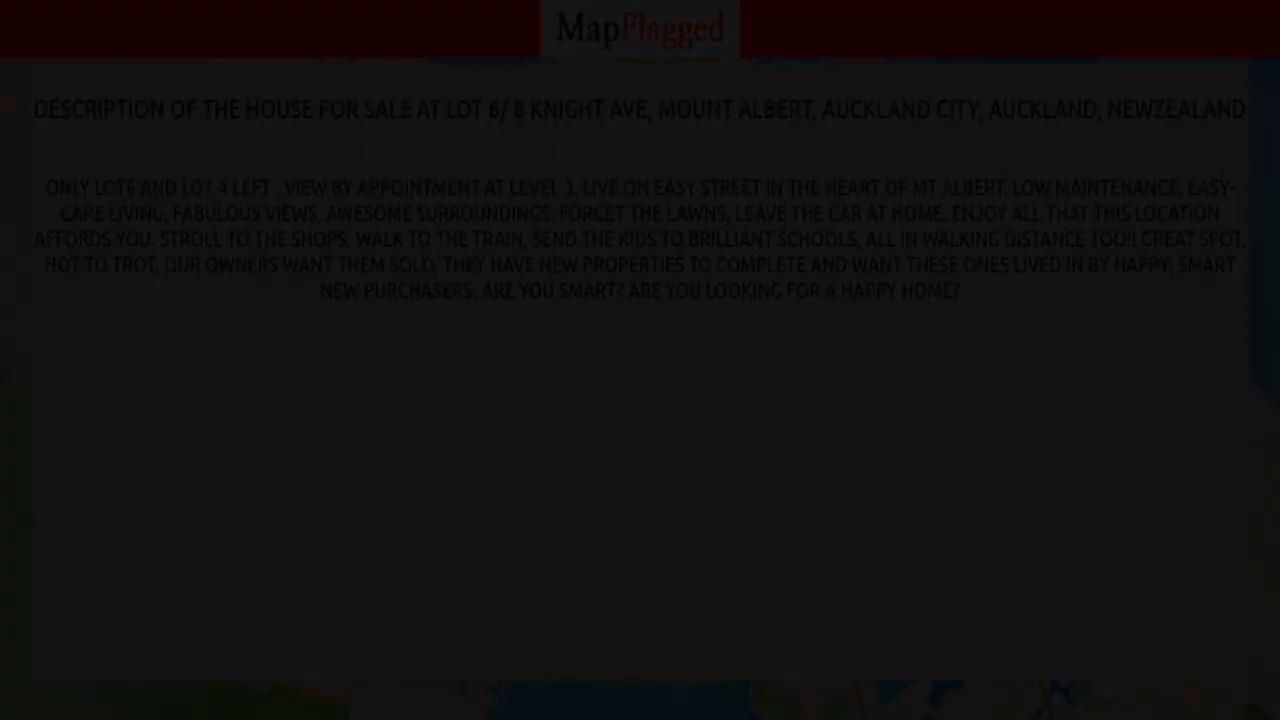 MapFlagged
DESCRIPTION OF THE HOUSE FOR SALE AT LOT 6/ 8 KNIGHT AVE, MOUNT ALBERT, AUCKLAND CITY, AUCKLAND, NEWZEALAND
ONLY LOT6 AND LOT 4 LEFT . VIEW BY APPOINTMENT AT LEVEL 3. LIVE ON EASY STREET IN THE HEART OF MT ALBERT. LOW MAINTENANCE, EASY-
CARE LIVING, FABULOUS VIEWS, AWESOME SURROUNDINGS. FORGET THE LAWNS, LEAVE THE CAR AT HOME, ENJOY ALL THAT THIS LOCATION
AFFORDS YOU. STROLL TO THE SHOPS, WALK TO THE TRAIN, SEND THE KIDS TO BRILLIANT SCHOOLS, ALL IN WALKING DISTANCE TOO!! GREAT SPOT,
HOT TO TROT, OUR OWNERS WANT THEM SOLD, THEY HAVE NEW PROPERTIES TO COMPLETE AND WANT THESE ONES LIVED IN BY HAPPY, SMART
NEW PURCHASERS. ARE YOU SMART? ARE YOU LOOKING FOR A HAPPY HOME?